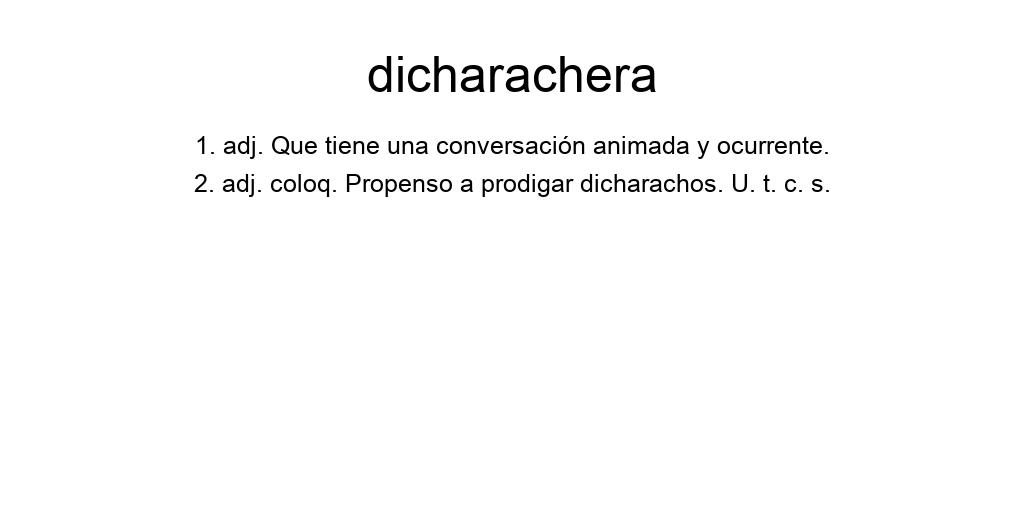 dicharachera
1. adj. Que tiene una conversación animada y ocurrente.
2. adj. coloq. Propenso a prodigar dicharachos. U. t. c. s.